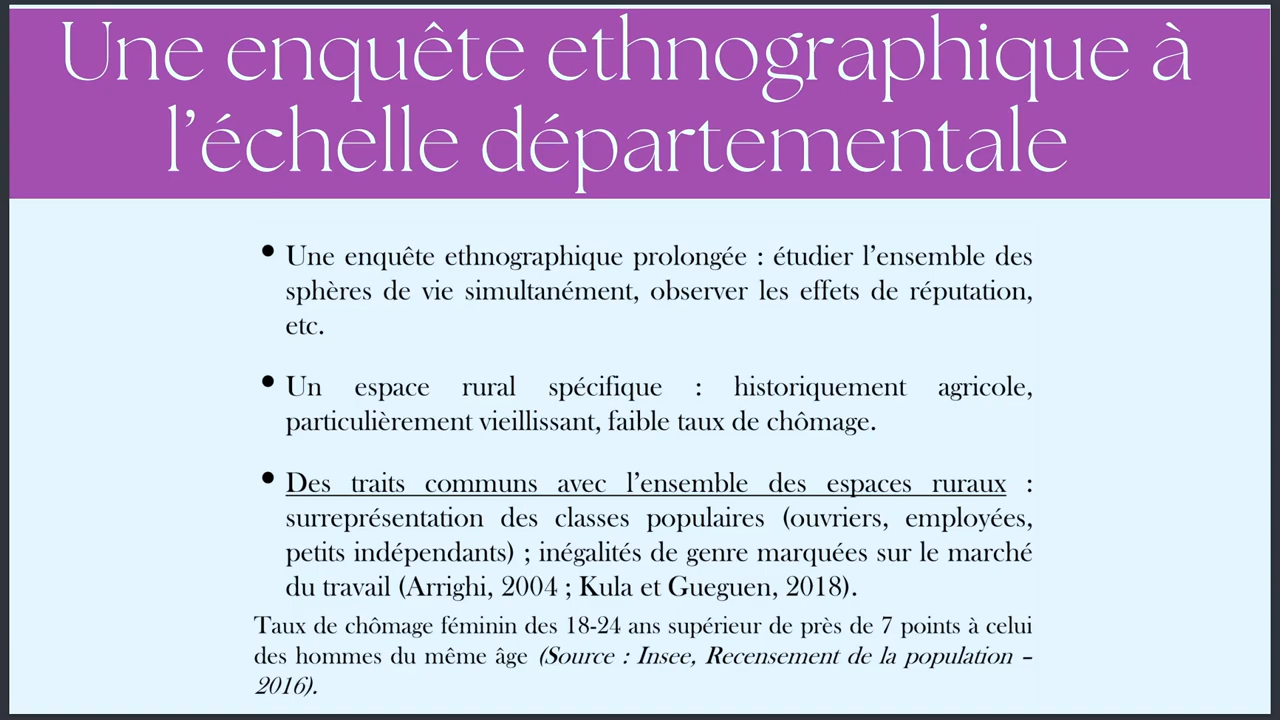 Une enquête ethnographique à
l’échelle départementale
• Une enquête ethnographique prolongée : étudier l’ensemble des
sphères de vie simultanément, observer les effets de réputation,
etc.
• Un espace rural spécifique : historiquement agricole,
particulièrement vieillissant, faible taux de chômage.
• Des traits communs avec l’ensemble des espaces ruraux :
surreprésentation des classes populaires (ouvriers, employées,
petits indépendants) ; inégalités de genre marquées sur le marché
du travail (Arrighi, 2004 ; Kula et Gueguen, 2018).
Taux de chômage féminin des 18-24 ans supérieur de près de 7 points à celui
des hommes du même âge (Source : Insee, Recensement de la population –
2016).